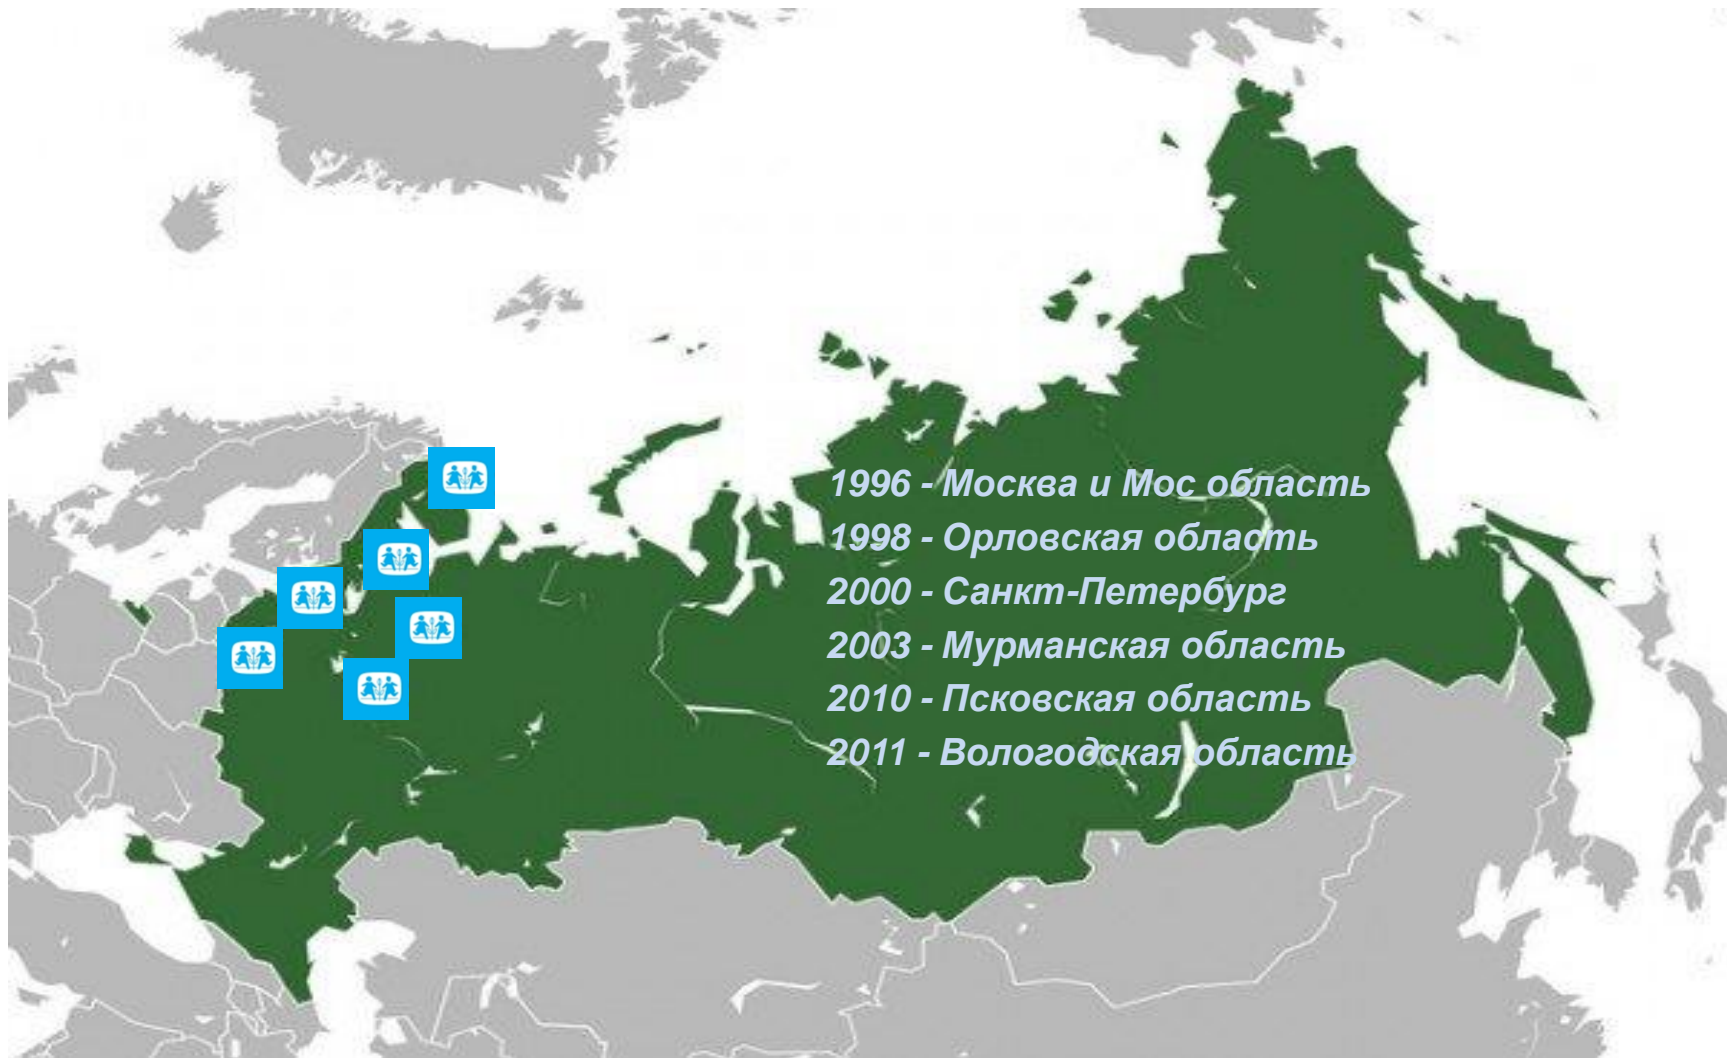 1996 - Москва и Мос область
1998 - Орловская область
2000 - Санкт-Петербург
2003 - Мурманская область
2010 - Псковская область
2011 - Вологодская область